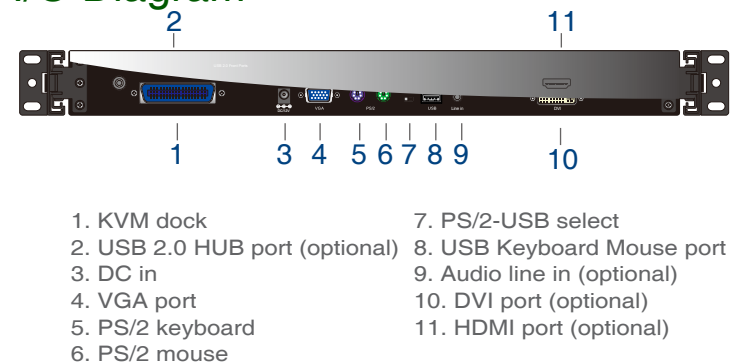 I/O Diagram
2
11
VGA
PS/2
USB
Line in
DVI
1
3
4
5
6
7
8
9
10
1. KVM dock
2. USB 2.0 HUB port (optional)
3. DC in
4. VGA port
5. PS/2 keyboard
6. PS/2 mouse
7. PS/2-USB select
8. USB Keyboard Mouse port
9. Audio line in (optional)
10. DVI port (optional)
11. HDMI port (optional)